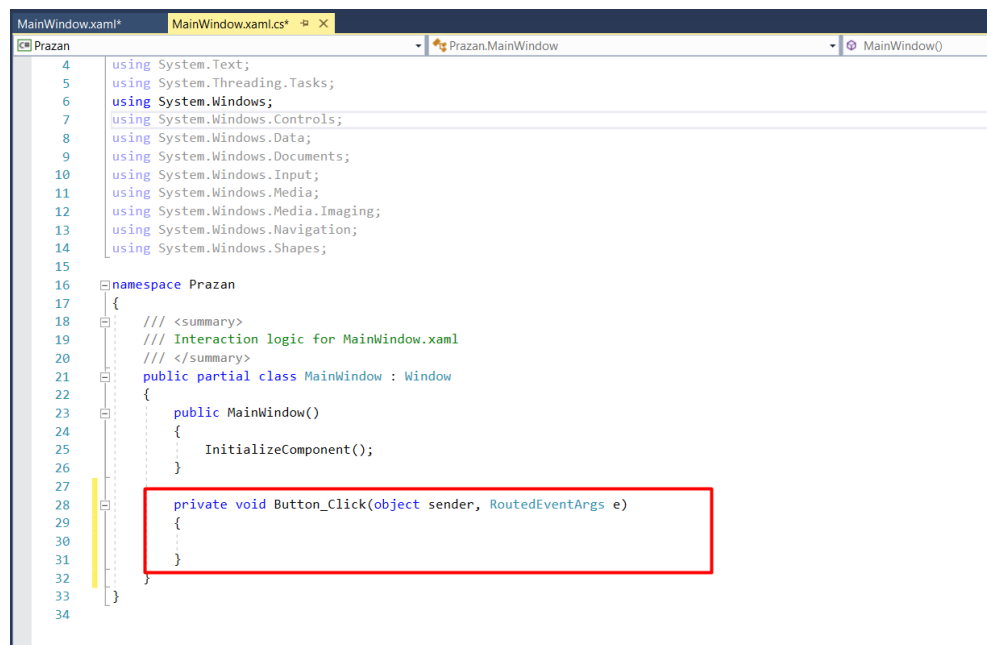 MainWindow.xaml*
MainWindow.xaml.cs*
Prazan
Prazan.MainWindow
MainWindow()
4 using System.Text;
5 using System.Threading.Tasks;
6 using System.Windows;
7 using System.Windows.Controls;
8 using System.Windows.Data;
9 using System.Windows.Documents;
10 using System.Windows.Input;
11 using System.Windows.Media;
12 using System.Windows.Media.Imaging;
13 using System.Windows.Navigation;
14 using System.Windows.Shapes;
15
16 namespace Prazan
17 {
18 /// <summary>
19 /// Interaction logic for MainWindow.xaml
20 /// </summary>
21 public partial class MainWindow : Window
22 {
23 public MainWindow()
24 {
25 InitializeComponent();
26 }
27
28 private void Button_Click(object sender, RoutedEventArgs e)
29 {
30
31 }
32 }
33 }
34